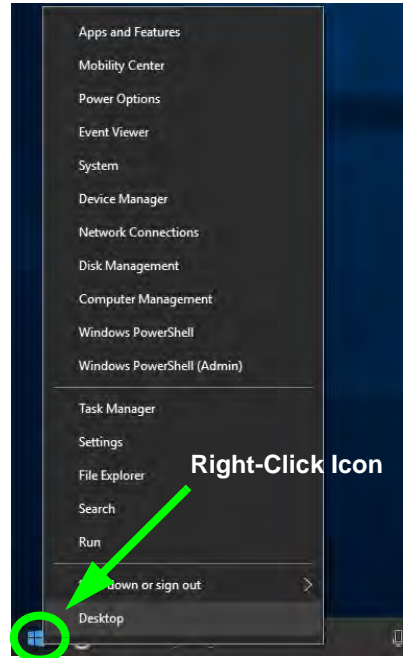 Apps and Features
Mobility Center
Power Options
Event Viewer
System
Device Manager
Network Connections
Disk Management
Computer Management
Windows PowerShell
Windows PowerShell (Admin)
Task Manager
Settings
Right-Click Icon
File Explorer
Search
Run
down or sign out
Desktop